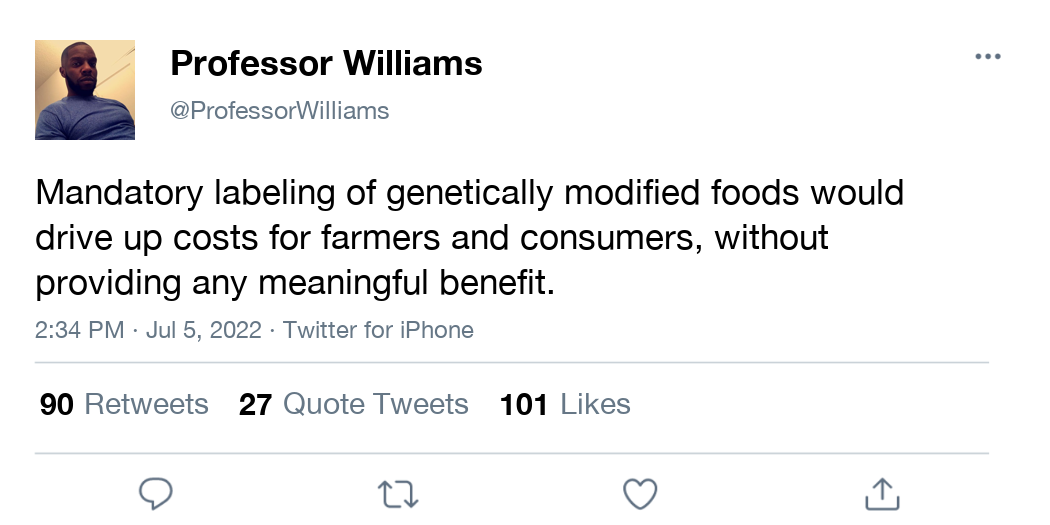 Professor Williams
@ProfessorWilliams
Mandatory labeling of genetically modified foods would
drive up costs for farmers and consumers, without
providing any meaningful benefit.
2:34 PM · Jul 5, 2022 · Twitter for iPhone
90 Retweets 27 Quote Tweets 101 Likes